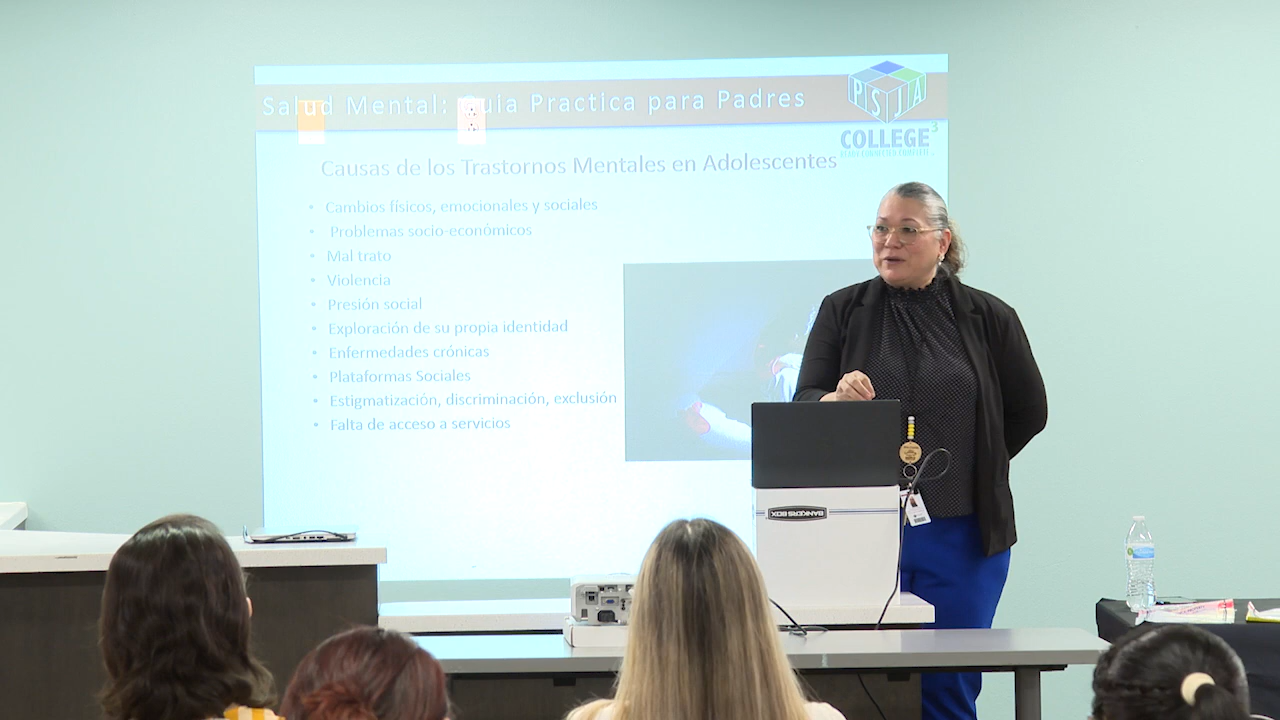 Salud Mental: Guia Practica para Padres
PSJA
COLLEGE³
Causas de los Trastornos Mentales en Adolescentes
• Cambios físicos, emocionales y sociales
• Problemas socio-econòmicos
• Mal trato
• Violencia
• Presión social
• Exploración de su propia identidad
• Enfermedades crónicas
• Plataformas Sociales
• Estigmatización, discriminación, exclusión
• Falta de acceso a servicios
BANKERS BOX